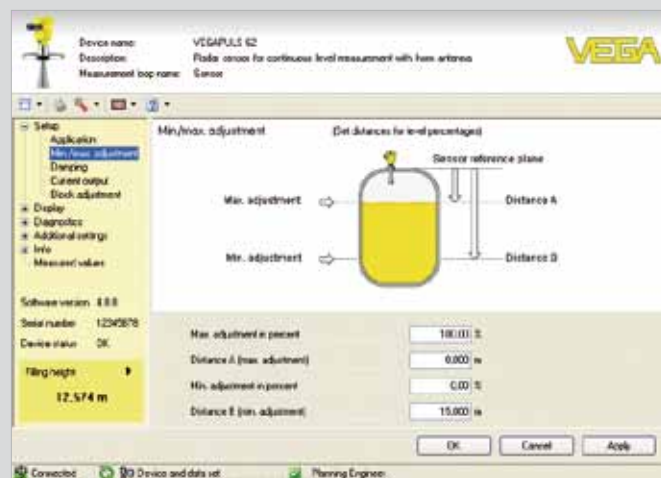 Device name: VEGAPULS 62
Description: Radar sensor for continuous level measurement with horn antenna
Measurement loop name: Sensor
VEGA
Setup
Application
Min./max. adjustment
Damping
Current output
Block adjustment
Display
Diagnostics
Additional settings
Info
Measured values
Software version 4.0.0
Serial number 12345678
Device status OK
Filling height
12.574 m
Min./max. adjustment (Set distances for level percentages)
Sensor reference plane
Max. adjustment
Distance A
Min. adjustment
Distance B
Max. adjustment in percent 100.00 %
Distance A (max. adjustment) 0.000 m
Min. adjustment in percent 0.00 %
Distance B (min. adjustment) 15.000 m
OK Cancel Apply
Connected Device and data set Planning Engineer